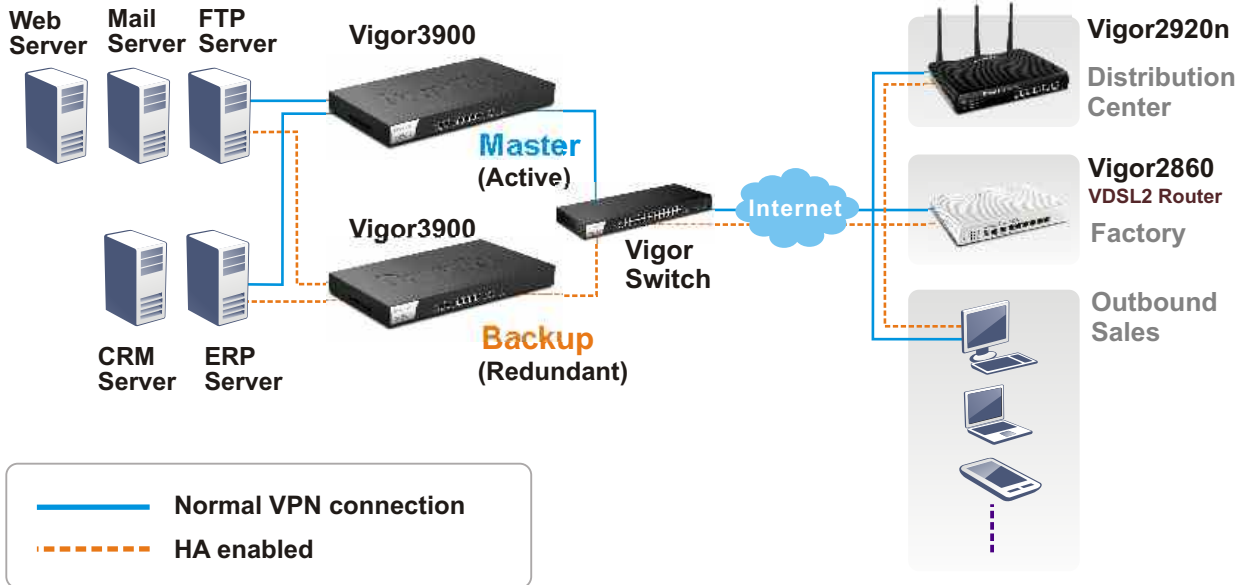 Web
Server
Mail
Server
FTP
Server
Vigor3900
Master
(Active)
Vigor3900
Backup
(Redundant)
CRM
Server
ERP
Server
Vigor
Switch
Internet
Vigor2920n
Distribution
Center
Vigor2860
VDSL2 Router
Factory
Outbound
Sales
Normal VPN connection
HA enabled